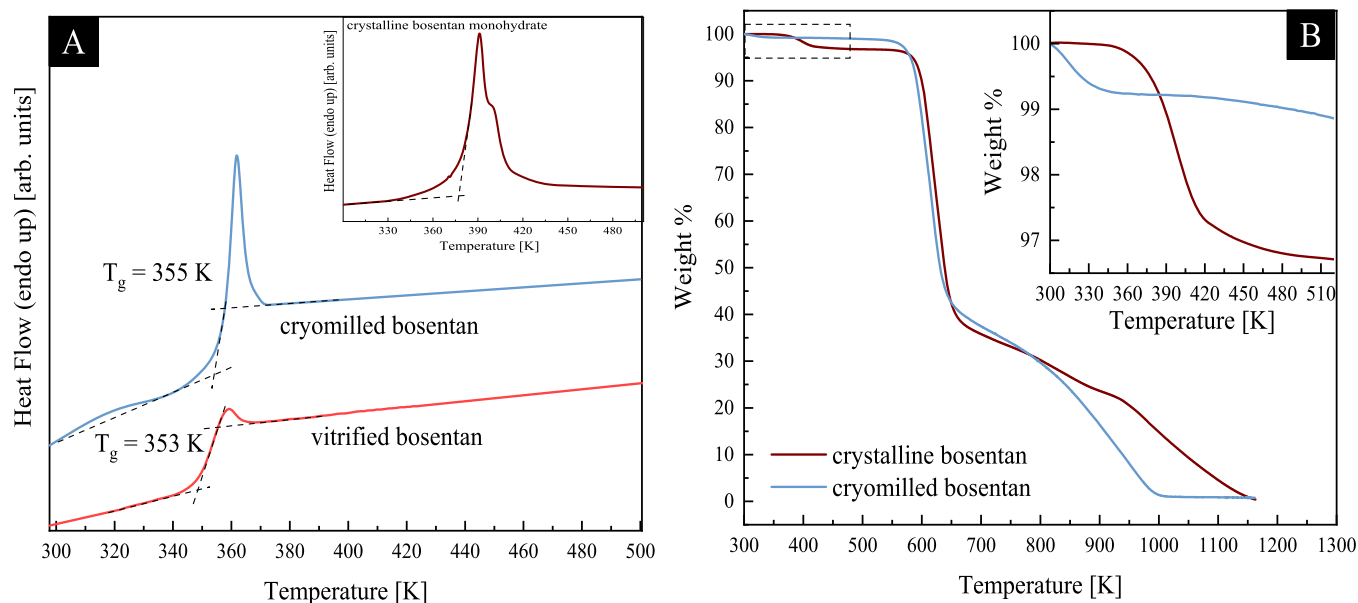 A
crystalline bosentan monohydrate
Heat Flow (endo up) [arb. units]
330 360 390 420 450 480
Temperature [K]
Heat Flow (endo up) [arb. units]
Tg = 355 K
cryomilled bosentan
Tg = 353 K
vitrified bosentan
300 320 340 360 380 400 420 440 460 480 500
Temperature [K]
B
Weight %
100
90
80
70
60
50
40
30
20
10
0
Weight %
100
99
98
97
300 330 360 390 420 450 480 510
Temperature [K]
crystalline bosentan
cryomilled bosentan
300 400 500 600 700 800 900 1000 1100 1200 1300
Temperature [K]